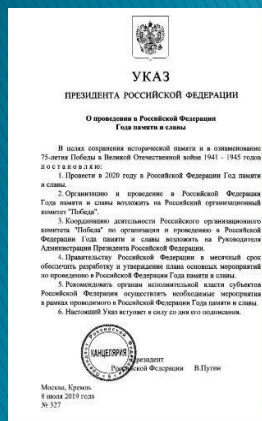 УКАЗ
ПРЕЗИДЕНТА РОССИЙСКОЙ ФЕДЕРАЦИИ
О проведении в Российской Федерации
Года памяти и славы
В целях сохранения исторической памяти и в ознаменование
75-летия Победы в Великой Отечественной войне 1941 - 1945 годов
п о с т а н о в л я ю :
1. Провести в 2020 году в Российской Федерации Год памяти
и славы.
2. Организацию и проведение в Российской Федерации
Года памяти и славы возложить на Российский организационный
комитет "Победа".
3. Координацию деятельности Российского организационного
комитета "Победа" по организации и проведению в Российской
Федерации Года памяти и славы возложить на Руководителя
Администрации Президента Российской Федерации.
4. Правительству Российской Федерации в месячный срок
обеспечить разработку и утверждение плана основных мероприятий
по проведению в Российской Федерации Года памяти и славы.
5. Рекомендовать органам исполнительной власти субъектов
Российской Федерации осуществлять необходимые мероприятия
в рамках проводимого в Российской Федерации Года памяти и славы.
6. Настоящий Указ вступает в силу со дня его подписания.
КАНЦЕЛЯРИЯ
Президент
Российской Федерации В.Путин
Москва, Кремль
8 июля 2019 года
№ 327